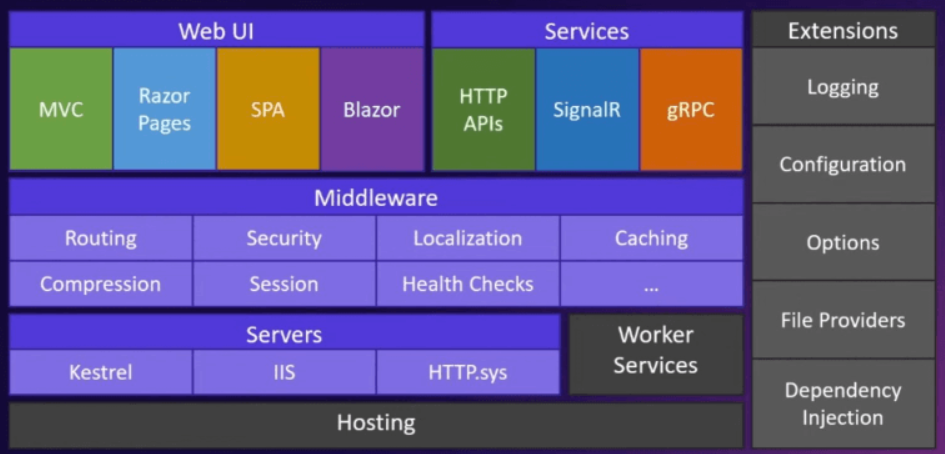 Web UI
MVC
Razor
Pages
SPA
Blazor
Services
HTTP
APIs
SignalR
gRPC
Middleware
Routing
Security
Localization
Caching
Compression
Session
Health Checks
...
Servers
Kestrel
IIS
HTTP.sys
Worker
Services
Hosting
Extensions
Logging
Configuration
Options
File Providers
Dependency
Injection